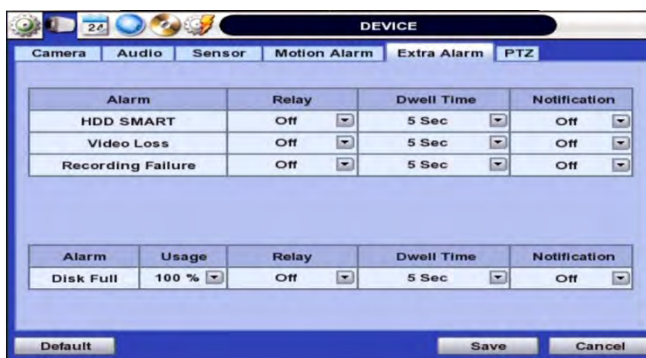 24
DEVICE
Camera Audio Sensor Motion Alarm Extra Alarm PTZ
Alarm Relay Dwell Time Notification
HDD SMART Off 5 Sec Off
Video Loss Off 5 Sec Off
Recording Failure Off 5 Sec Off
Alarm Usage Relay Dwell Time Notification
Disk Full 100 % Off 5 Sec Off
Default Save Cancel